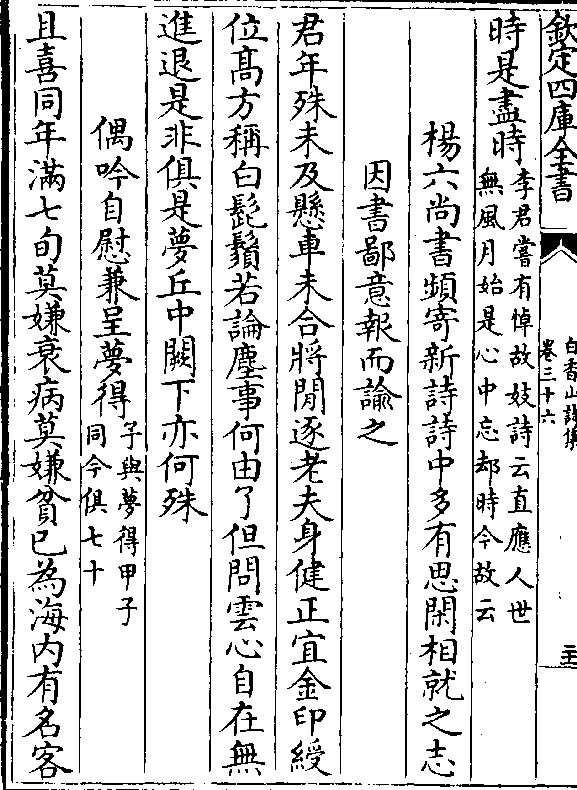 欽定四庫全書
白香山詩集
卷三十六
二十二
時是盡時李君嘗有悼故妓詩云直應人世
無風月始是心中忘却時今故云
楊六尚書頻寄新詩詩中多有思閑相就之志
因書鄙意報而諭之
君年殊未及懸車未合將閒逐老夫身健正宜金印綬
位髙方稱白髭鬚若論塵事何由了但問雲心自在無
進退是非俱是夢丘中闕下亦何殊
偶吟自慰兼呈夢得予與夢得甲子
同今俱七十
且喜同年滿七旬莫嫌衰病莫嫌貧已為海内有名客